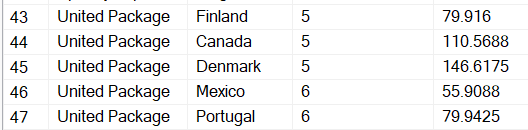 43 United Package Finland 5 79.916
44 United Package Canada 5 110.5688
45 United Package Denmark 5 146.6175
46 United Package Mexico 6 55.9088
47 United Package Portugal 6 79.9425